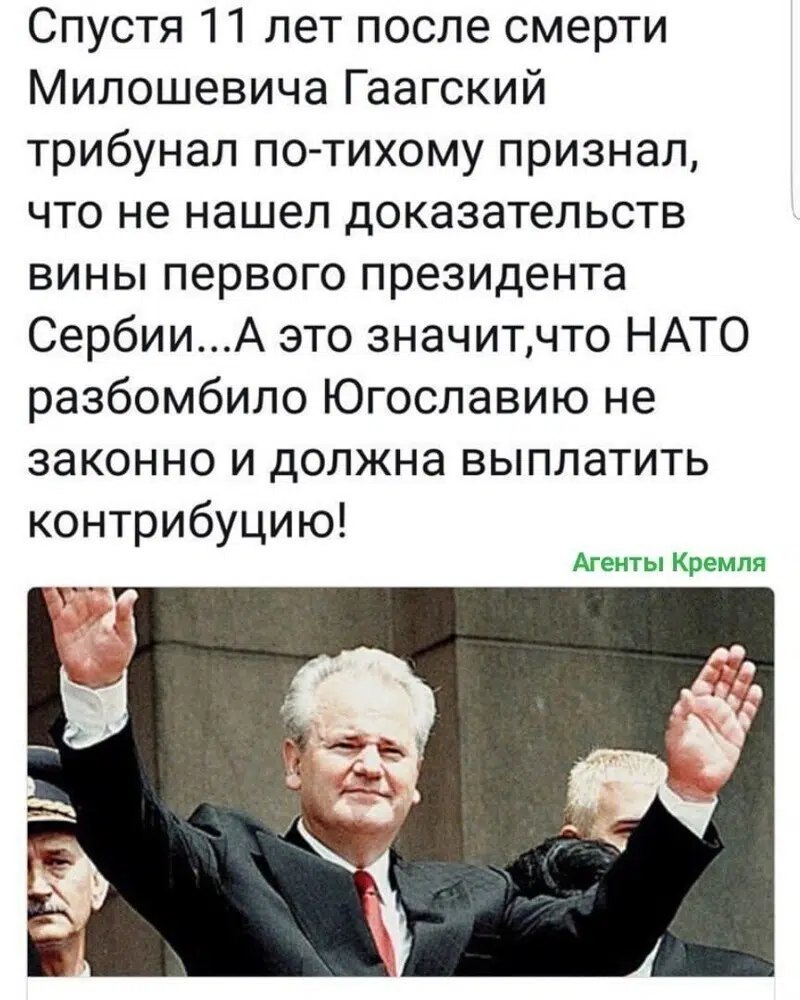 Спустя 11 лет после смерти
Милошевича Гаагский
трибунал по-тихому признал,
что не нашел доказательств
вины первого президента
Сербии...А это значит,что НАТО
разбомбило Югославию не
законно и должна выплатить
контрибуцию!
Агенты Кремля